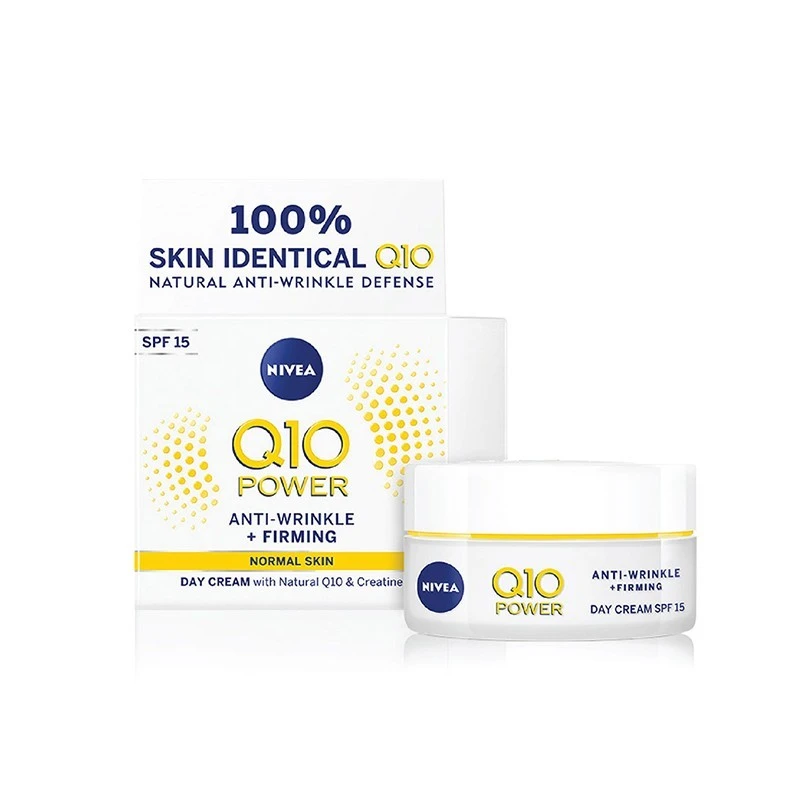 100%
SKIN IDENTICAL Q10
NATURAL ANTI-WRINKLE DEFENSE
SPF 15
NIVEA
Q10
POWER
ANTI-WRINKLE
+ FIRMING
NORMAL SKIN
DAY CREAM with Natural Q10 & Creatine
NIVEA
Q10
POWER
ANTI-WRINKLE
+FIRMING
DAY CREAM SPF 15